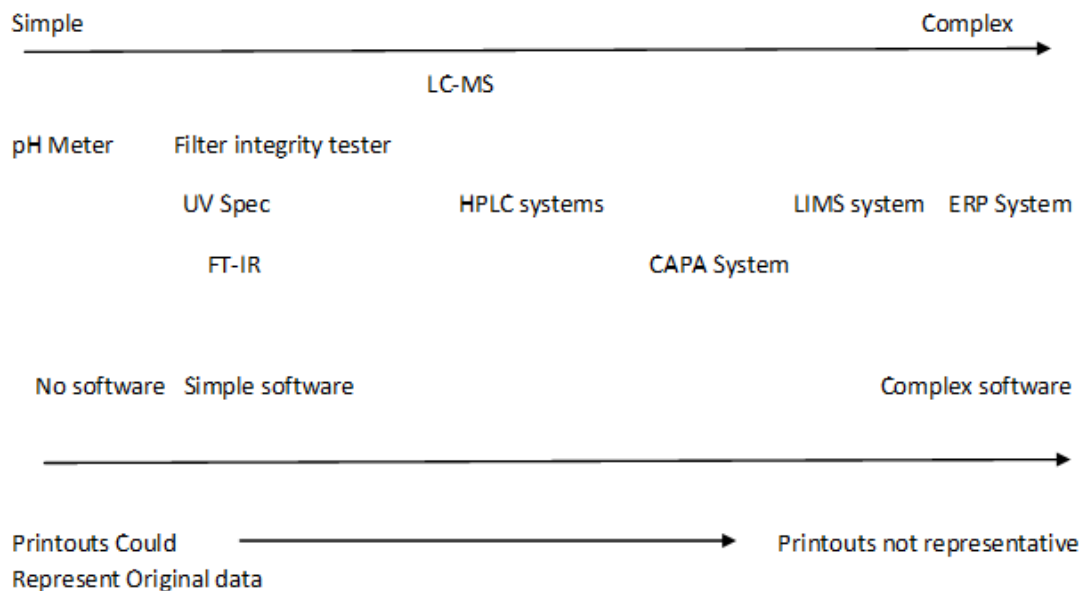 Simple Complex
LC-MS
pH Meter Filter integrity tester
UV Spec HPLC systems LIMS system ERP System
FT-IR CAPA System
No software Simple software Complex software
Printouts Could Printouts not representative
Represent Original data